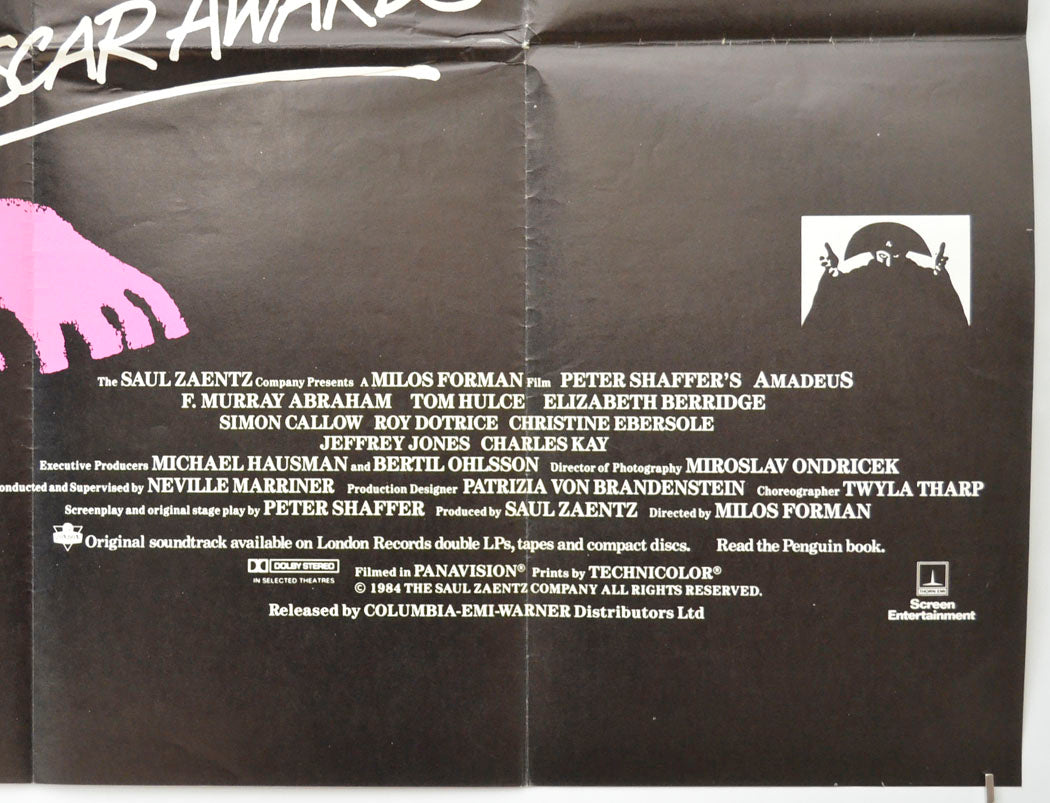 SCAR AWARDS
The SAUL ZAENTZ Company Presents A MILOS FORMAN Film PETER SHAFFER'S AMADEUS
F. MURRAY ABRAHAM TOM HULCE ELIZABETH BERRIDGE
SIMON CALLOW ROY DOTRICE CHRISTINE EBERSOLE
JEFFREY JONES CHARLES KAY
Executive Producers MICHAEL HAUSMAN and BERTIL OHLSSON Director of Photography MIROSLAV ONDRICEK
onducted and Supervised by NEVILLE MARRINER Production Designer PATRIZIA VON BRANDENSTEIN Choreographer TWYLA THARP
Screenplay and original stage play by PETER SHAFFER Produced by SAUL ZAENTZ Directed by MILOS FORMAN
Original soundtrack available on London Records double LPs, tapes and compact discs. Read the Penguin book.
DOLBY STEREO
IN SELECTED THEATRES
Filmed in PANAVISION® Prints by TECHNICOLOR®
© 1984 THE SAUL ZAENTZ COMPANY ALL RIGHTS RESERVED.
Released by COLUMBIA-EMI-WARNER Distributors Ltd
Screen
Entertainment